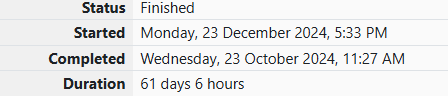 Status Finished
Started Monday, 23 December 2024, 5:33 PM
Completed Wednesday, 23 October 2024, 11:27 AM
Duration 61 days 6 hours